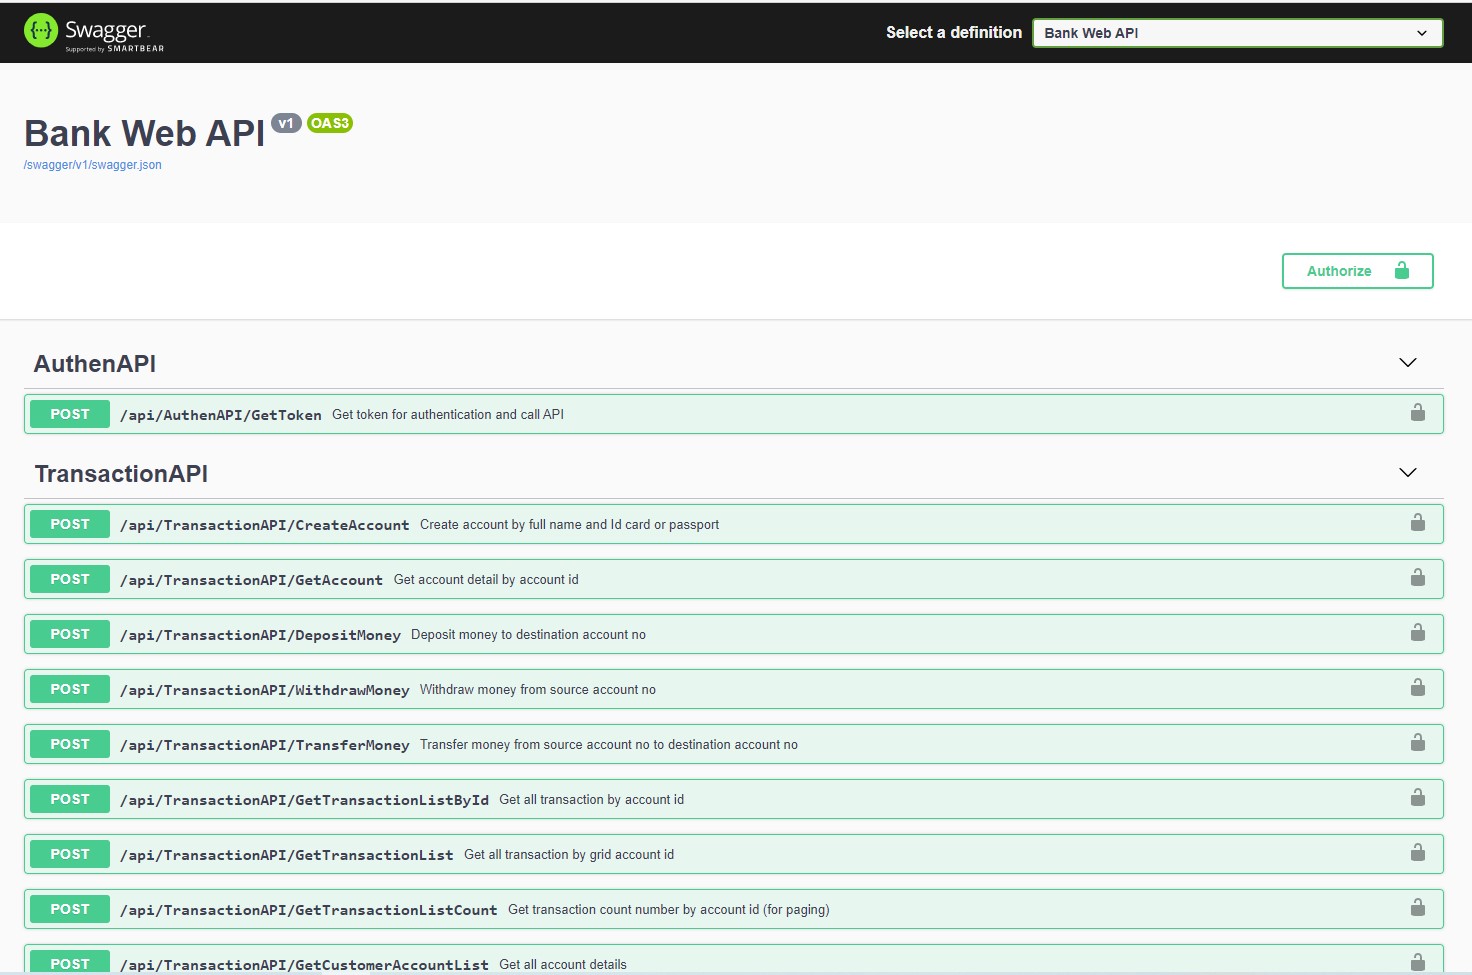 Swagger
Supported by SMARTBEAR
Select a definition
Bank Web API
Bank Web API v1 OAS3
/swagger/v1/swagger.json
Authorize
AuthenAPI
POST /api/AuthenAPI/GetToken Get token for authentication and call API
TransactionAPI
POST /api/TransactionAPI/CreateAccount Create account by full name and Id card or passport
POST /api/TransactionAPI/GetAccount Get account detail by account id
POST /api/TransactionAPI/DepositMoney Deposit money to destination account no
POST /api/TransactionAPI/WithdrawMoney Withdraw money from source account no
POST /api/TransactionAPI/TransferMoney Transfer money from source account no to destination account no
POST /api/TransactionAPI/GetTransactionListById Get all transaction by account id
POST /api/TransactionAPI/GetTransactionList Get all transaction by grid account id
POST /api/TransactionAPI/GetTransactionListCount Get transaction count number by account id (for paging)
POST /api/TransactionAPI/GetCustomerAccountList Get all account details